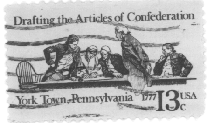 Drafting the Articles of Confederation
York Town, Pennsylvania 1777 13c USA